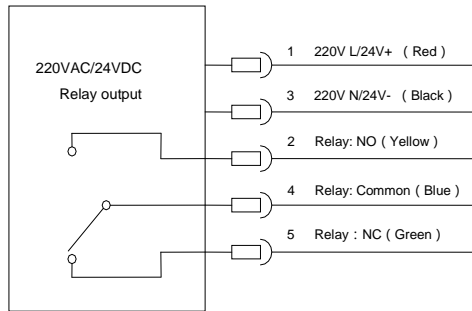 220VAC/24VDC
Relay output
1 220V L/24V+ ( Red )
3 220V N/24V- ( Black )
2 Relay: NO ( Yellow )
4 Relay: Common ( Blue )
5 Relay : NC ( Green )